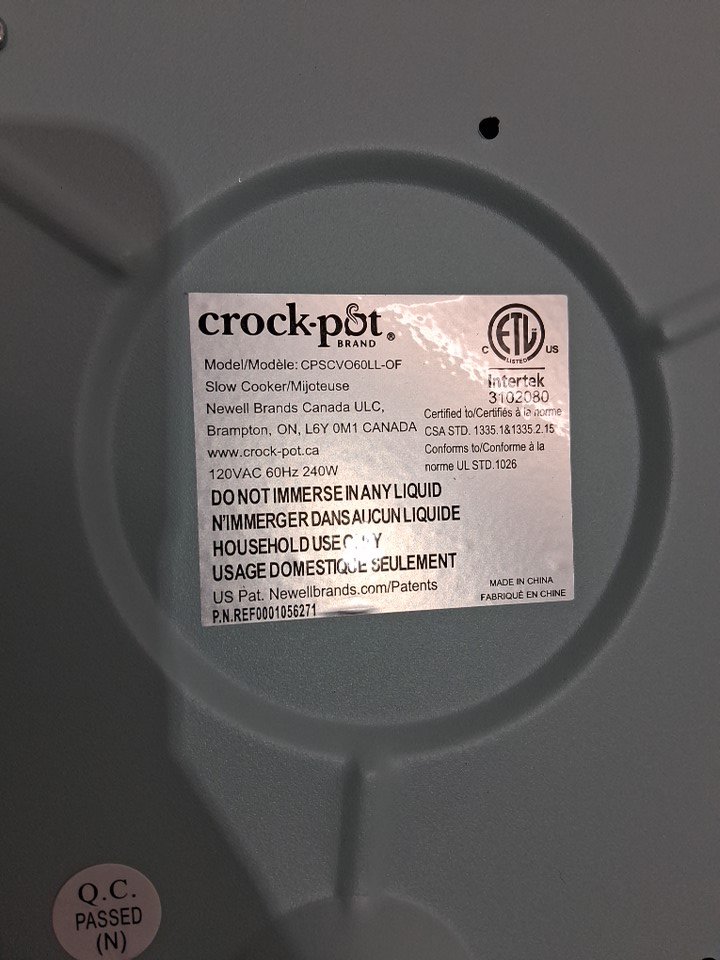 crock-pot®
BRAND
Model/Modèle: CPSCVO60LL-OF
Slow Cooker/Mijoteuse
Newell Brands Canada ULC,
Brampton, ON, L6Y 0M1 CANADA
www.crock-pot.ca
120VAC 60Hz 240W
DO NOT IMMERSE IN ANY LIQUID
N'IMMERGER DANS AUCUN LIQUIDE
HOUSEHOLD USE
USAGE DOMESTIQUE SEULEMENT
US Pat. Newellbrands.com/Patents
P.N.REF0001056271
ETL
C US
LISTED
Intertek
3102080
Certified to/Certifiés à la norme
CSA STD. 1335.1&1335.2.15
Conforms to/Conforme à la
norme UL STD.1026
MADE IN CHINA
FABRIQUÉ EN CHINE
Q.C.
PASSED
(N)